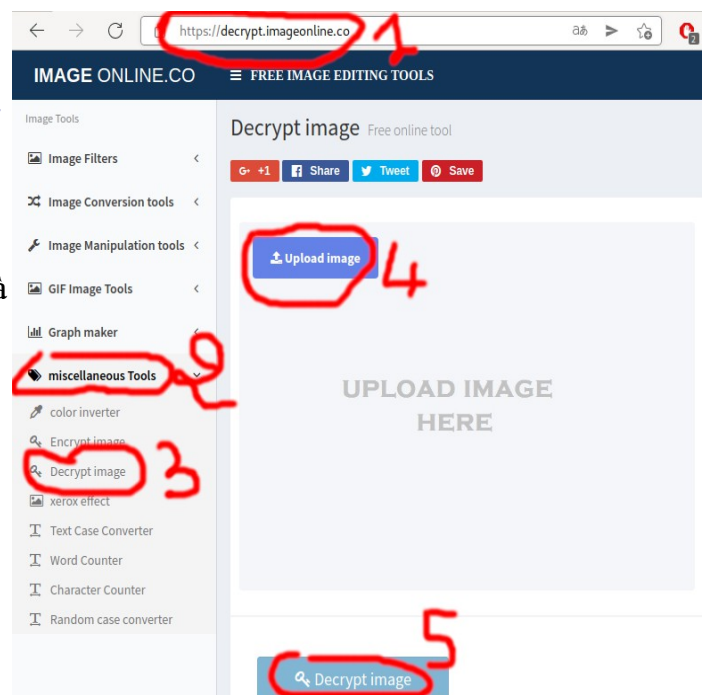 https://decrypt.imageonline.co 1
2
IMAGE ONLINE.CO
FREE IMAGE EDITING TOOLS
Image Tools
Image Filters
Image Conversion tools
Image Manipulation tools
GIF Image Tools
Graph maker
miscellaneous Tools 2
color inverter
Encrypt image
Decrypt image 3
xerox effect
Text Case Converter
Word Counter
Character Counter
Random case converter
à
Decrypt image Free online tool
G+ +1 Share Tweet Save
Upload image 4
UPLOAD IMAGE
HERE
5
Decrypt image